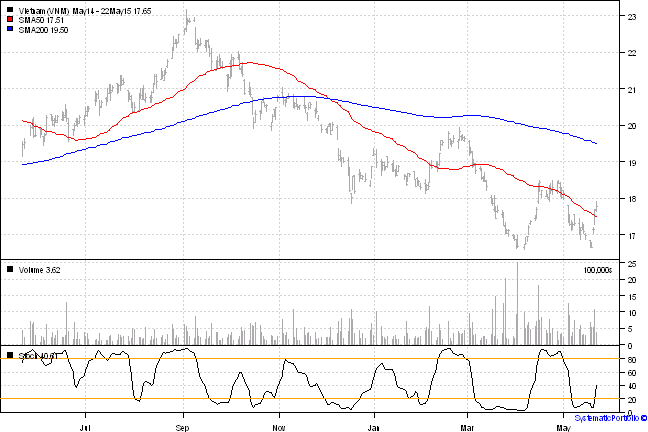 Vietnam (VNM) May14 - 22May15 17.65
SMA50 17.51
SMA200 19.50
23
22
21
20
19
18
17
Volume 3.62
100,000s
25
20
15
10
5
0
80
60
40
20
0
Jul Sep Nov Jan Mar May
SystematicPortfolio ©